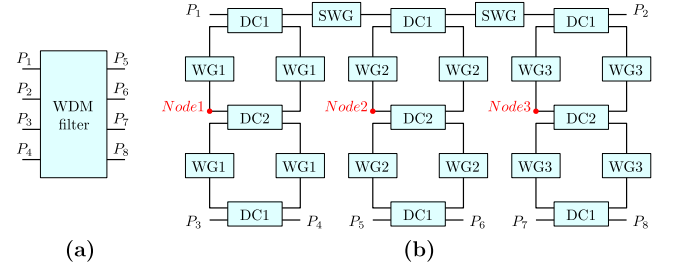 P1 P5
P2 P6
WDM
filter
P3 P7
P4 P8
(a)
P1 DC1 SWG DC1 SWG DC1 P2
WG1 WG1 WG2 WG2 WG3 WG3
Node1 DC2 Node2 DC2 Node3 DC2
WG1 WG1 WG2 WG2 WG3 WG3
P3 DC1 P4 P5 DC1 P6 P7 DC1 P8
(b)